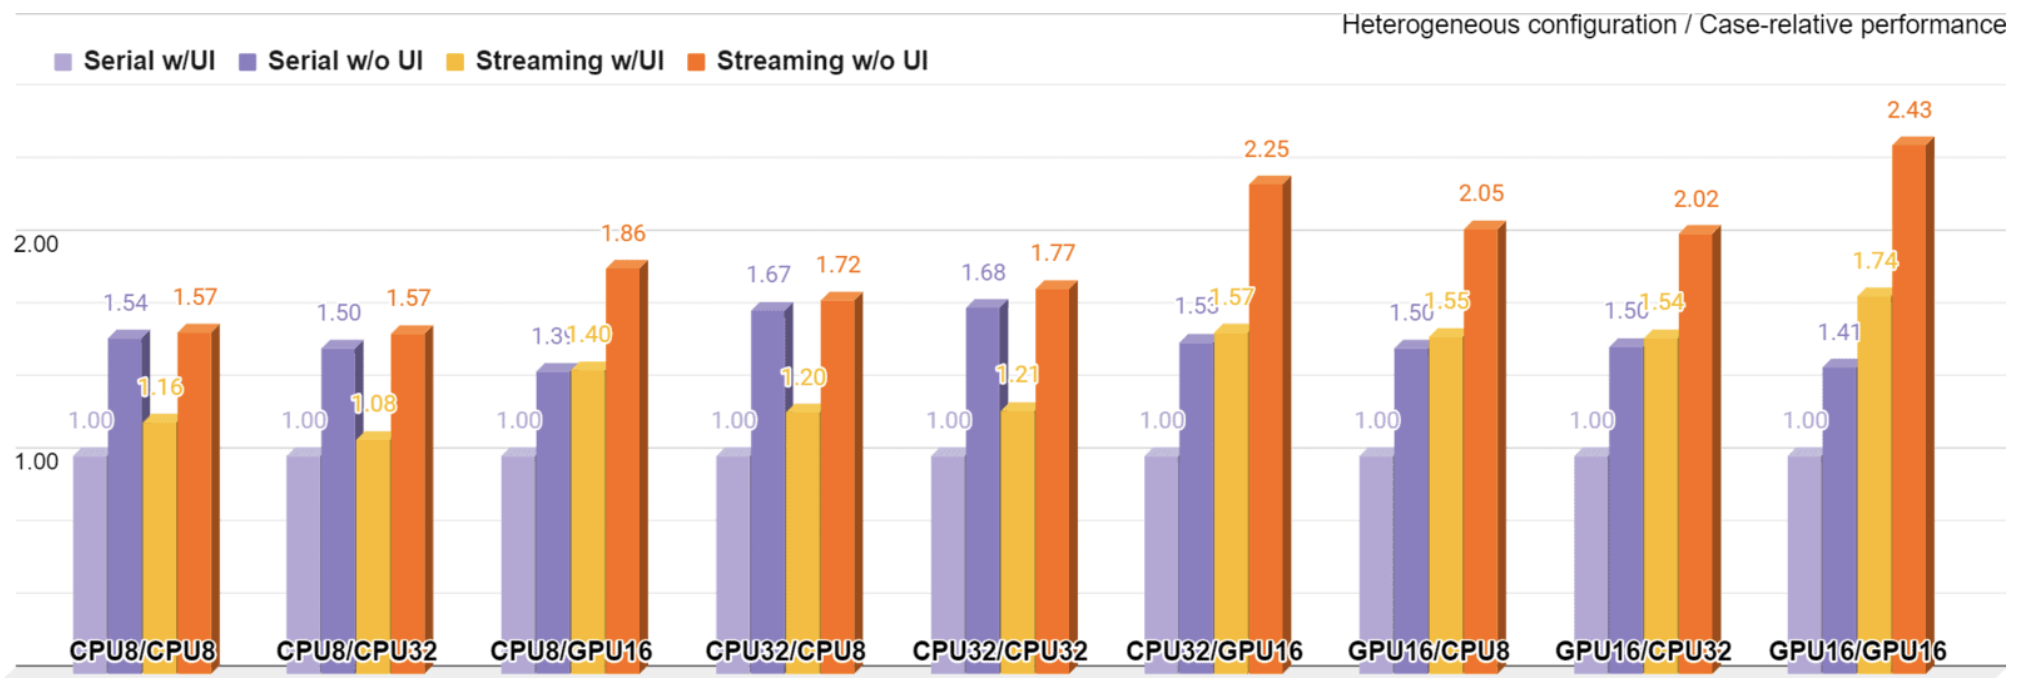 Heterogeneous configuration / Case-relative performance
Serial w/UI Serial w/o UI Streaming w/UI Streaming w/o UI
2.00
1.00
1.00 1.54 1.16 1.57
1.00 1.50 1.08 1.57
1.00 1.39 1.40 1.86
1.00 1.67 1.20 1.72
1.00 1.68 1.21 1.77
1.00 1.53 1.57 2.25
1.00 1.50 1.55 2.05
1.00 1.50 1.54 2.02
1.00 1.41 1.74 2.43
CPU8/CPU8 CPU8/CPU32 CPU8/GPU16 CPU32/CPU8 CPU32/CPU32 CPU32/GPU16 GPU16/CPU8 GPU16/CPU32 GPU16/GPU16